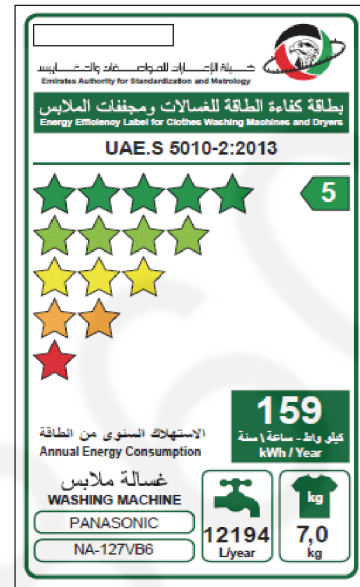 هيئة الإمارات للمواصفات والمقاييس
Emirates Authority for Standardization and Metrology
بطاقة كفاءة الطاقة للغسالات ومجففات الملابس
Energy Efficiency Label for Clothes Washing Machines and Dryers
UAE.S 5010-2:2013
5
159
كيلو واط - ساعة \ سنة
kWh / Year
الاستهلاك السنوى من الطاقة
Annual Energy Consumption
غسالة ملابس
WASHING MACHINE
PANASONIC
NA-127VB6
12194
L/year
kg
7,0
kg